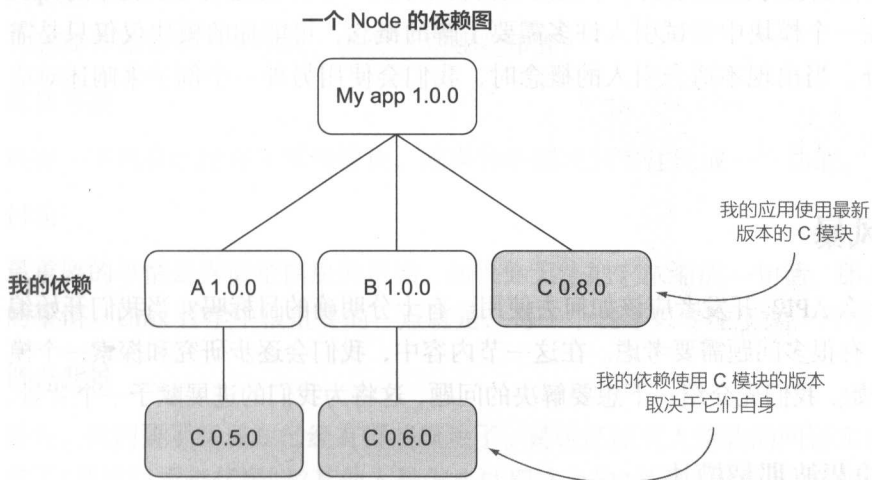 一个 Node 的依赖图
My app 1.0.0
我的应用使用最新
版本的 C 模块
我的依赖
A 1.0.0
B 1.0.0
C 0.8.0
我的依赖使用 C 模块的版本
取决于它们自身
C 0.5.0
C 0.6.0